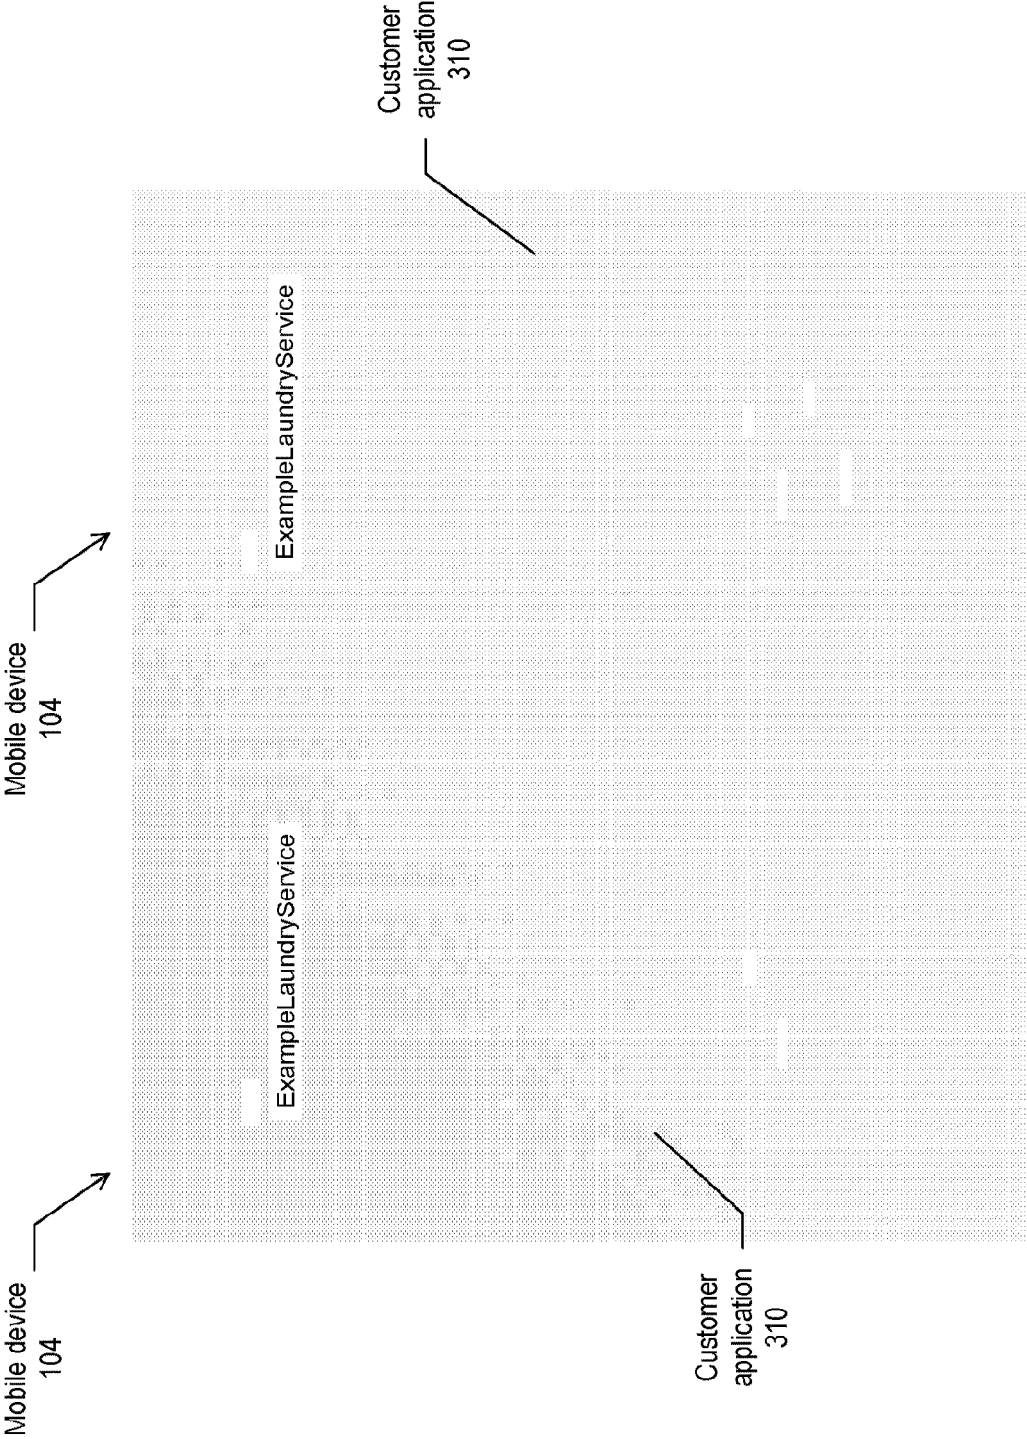 Mobile device
104
Mobile device
104
ExampleLaundryService
ExampleLaundryService
Customer
application
310
Customer
application
310